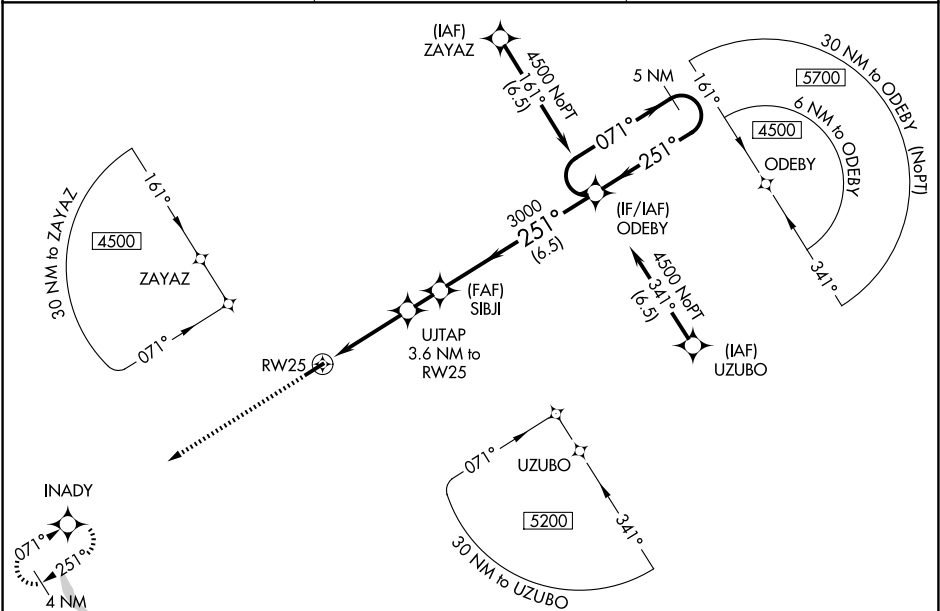 (IAF)
ZAYAZ
4500 NoPT
161°
(6.5)
5 NM
071°
251°
30 NM to ODEBY (NoPT)
5700
161°
6 NM to ODEBY
4500
ODEBY
341°
30 NM to ZAYAZ
161°
4500
ZAYAZ
071°
3000
251°
(6.5)
(IF/IAF)
ODEBY
(FAF)
SIBJI
UJTAP
3.6 NM to
RW25
RW25
4500 NoPT
341°
(6.5)
(IAF)
UZUBO
071°
UZUBO
5200
341°
30 NM to UZUBO
INADY
071°
251°
4 NM